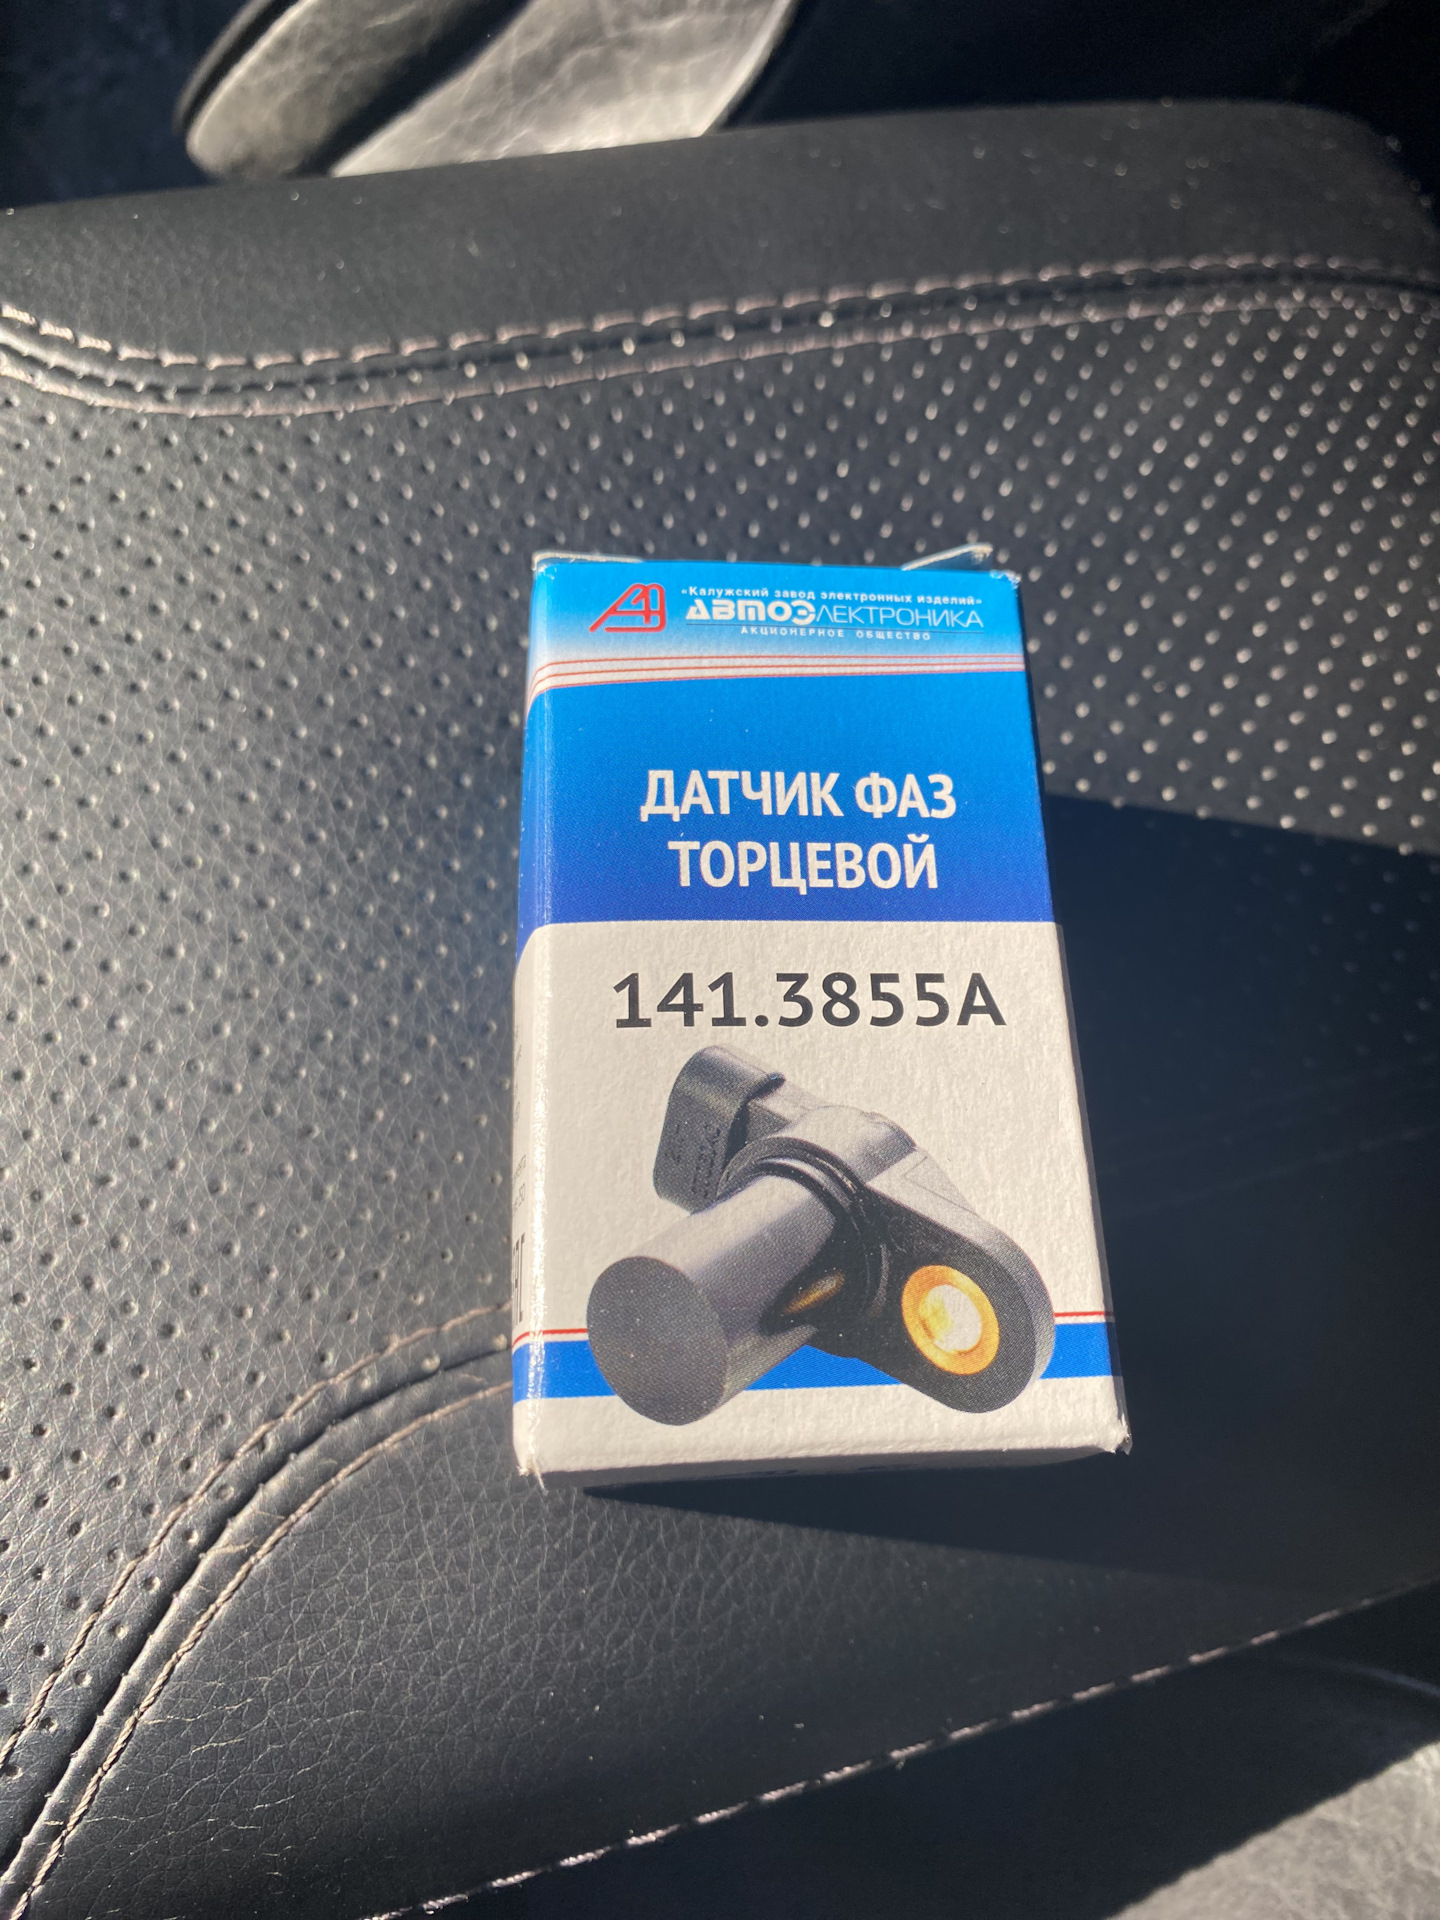 «Калужский завод электронных изделий»
АВТОЭЛЕКТРОНИКА
АКЦИОНЕРНОЕ ОБЩЕСТВО
ДАТЧИК ФАЗ
ТОРЦЕВОЙ
141.3855А